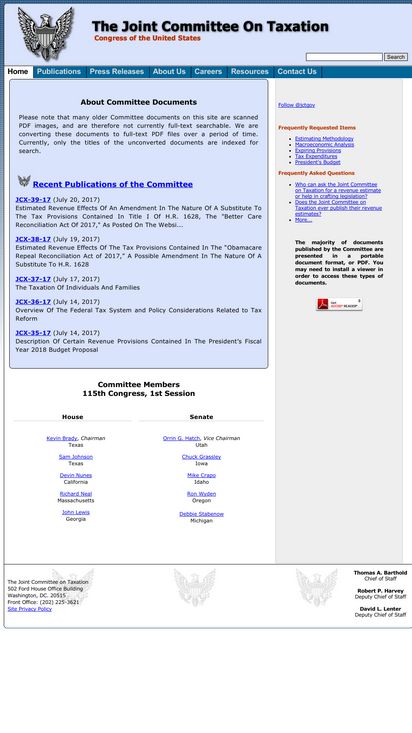 The Joint Committee On Taxation
Congress of the United States
Search
Home Publications Press Releases About Us Careers Resources Contact Us
About Committee Documents
Please note that many older Committee documents on this site are scanned
PDF images, and are therefore not currently full-text searchable. We are
converting these documents to full-text PDF files over a period of time.
Currently, only the titles of the unconverted documents are indexed for
search.
Recent Publications of the Committee
JCX-39-17 (July 20, 2017)
Estimated Revenue Effects Of An Amendment In The Nature Of A Substitute To
The Tax Provisions Contained In Title I Of H.R. 1628, The "Better Care
Reconciliation Act Of 2017," As Posted On The Websi...
JCX-38-17 (July 19, 2017)
Estimated Revenue Effects Of The Tax Provisions Contained In The "Obamacare
Repeal Reconciliation Act of 2017," A Possible Amendment In The Nature Of A
Substitute To H.R. 1628
JCX-37-17 (July 17, 2017)
The Taxation Of Individuals And Families
JCX-36-17 (July 14, 2017)
Overview Of The Federal Tax System and Policy Considerations Related to Tax
Reform
JCX-35-17 (July 14, 2017)
Description Of Certain Revenue Provisions Contained In The President's Fiscal
Year 2018 Budget Proposal
Follow @jctgov
Frequently Requested Items
Estimating Methodology
Macroeconomic Analysis
Expiring Provisions
Tax Expenditures
President's Budget
Frequently Asked Questions
Who can ask the Joint Committee
on Taxation for a revenue estimate
or help in crafting legislation?
Does the Joint Committee on
Taxation ever publish their revenue
estimates?
More...
The majority of documents
published by the Committee are
presented in a portable
document format, or PDF. You
may need to install a viewer in
order to access these types of
documents.
Get
ADOBE® READER®
Committee Members
115th Congress, 1st Session
House
Kevin Brady, Chairman
Texas
Sam Johnson
Texas
Devin Nunes
California
Richard Neal
Massachusetts
John Lewis
Georgia
Senate
Orrin G. Hatch, Vice Chairman
Utah
Chuck Grassley
Iowa
Mike Crapo
Idaho
Ron Wyden
Oregon
Debbie Stabenow
Michigan
The Joint Committee on Taxation
502 Ford House Office Building
Washington, DC. 20515
Front Office: (202) 225-3621
Site Privacy Policy
Thomas A. Barthold
Chief of Staff
Robert P. Harvey
Deputy Chief of Staff
David L. Lenter
Deputy Chief of Staff